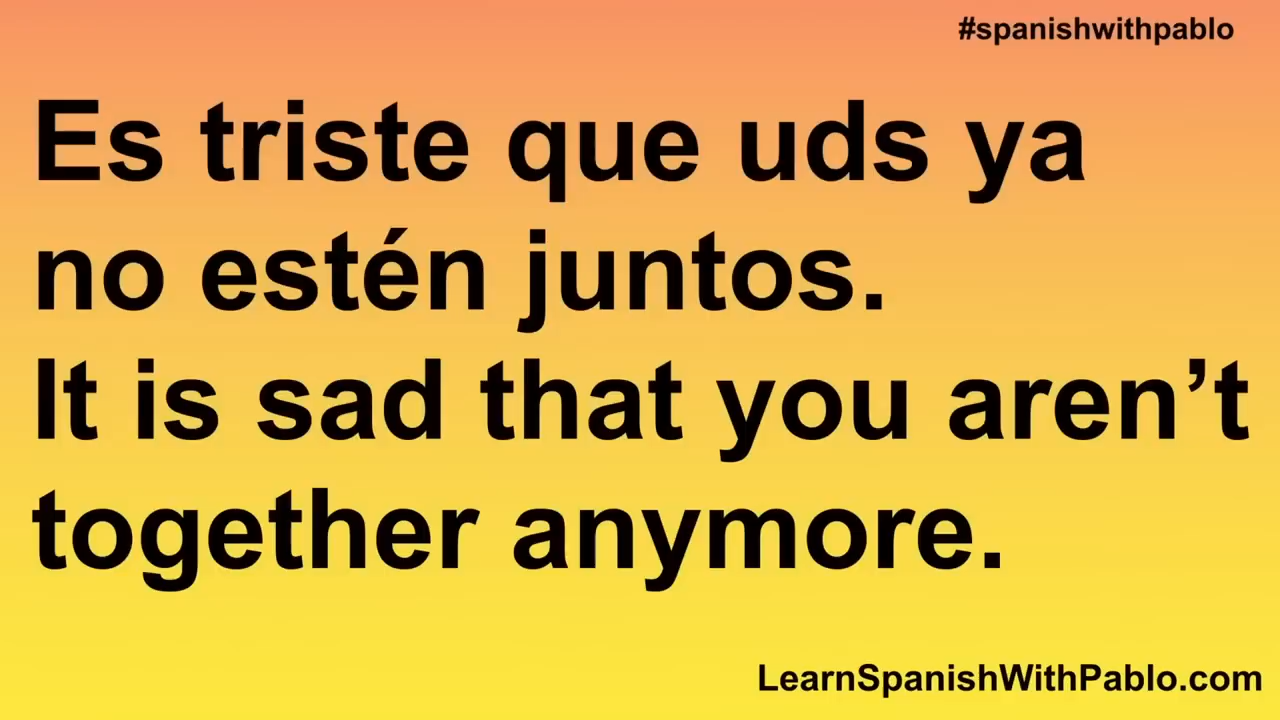 #spanishwithpablo
Es triste que uds ya
no estén juntos.
It is sad that you aren’t
together anymore.
LearnSpanishWithPablo.com